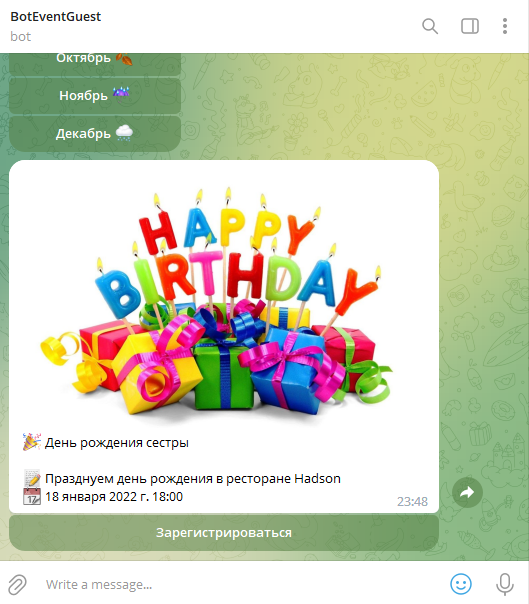 BotEventGuest
bot
Октябрь 🍂
Ноябрь ☔
Декабрь 🌨
HAPPY
BIRTHDAY
🎉 День рождения сестры
📝 Празднуем день рождения в ресторане Hadson
📆 18 января 2022 г. 18:00
23:48
Зарегистрироваться
Write a message...